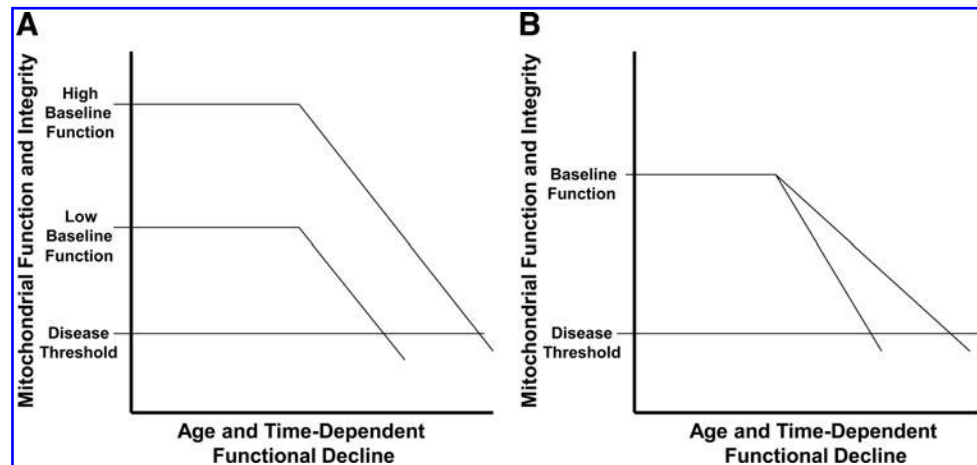 A
Mitochondrial Function and Integrity
High
Baseline
Function
Low
Baseline
Function
Disease
Threshold
Age and Time-Dependent
Functional Decline
B
Mitochondrial Function and Integrity
Baseline
Function
Disease
Threshold
Age and Time-Dependent
Functional Decline